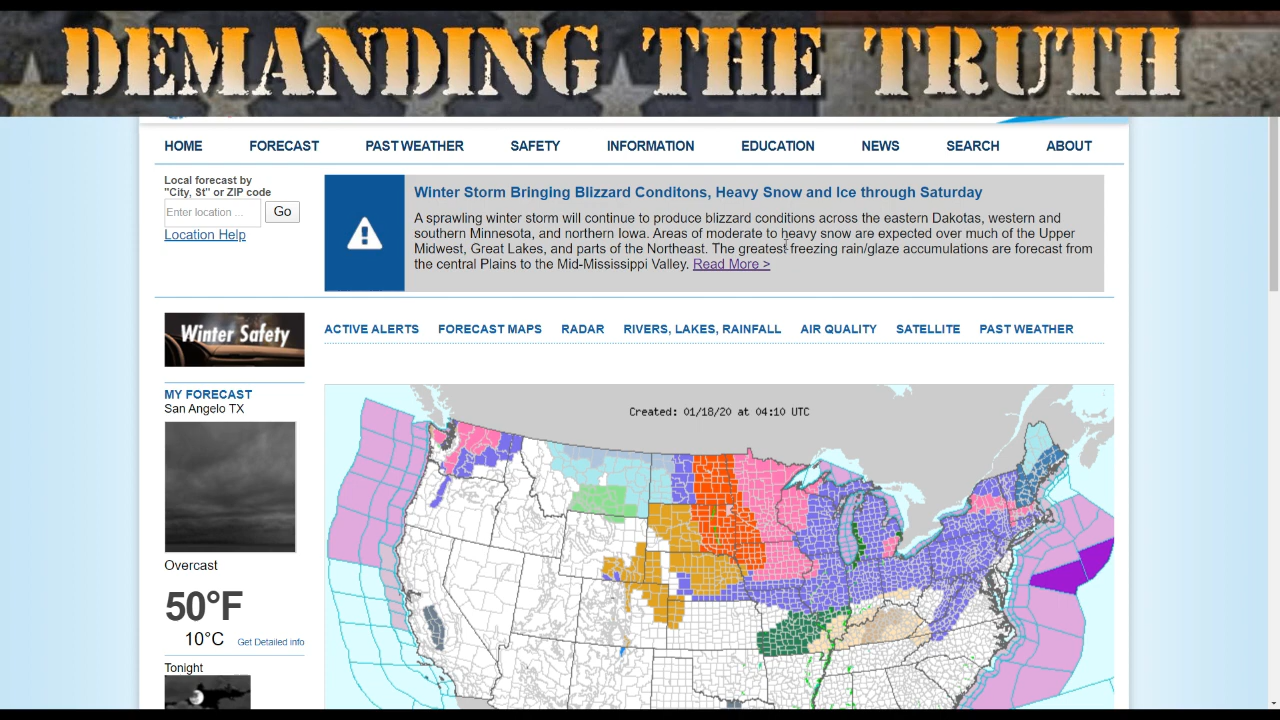 DEMANDING THE TRUTH
HOME FORECAST PAST WEATHER SAFETY INFORMATION EDUCATION NEWS SEARCH ABOUT
Local forecast by
"City, St" or ZIP code
Enter location ... Go
Location Help
Winter Storm Bringing Blizzard Conditons, Heavy Snow and Ice through Saturday
A sprawling winter storm will continue to produce blizzard conditions across the eastern Dakotas, western and
southern Minnesota, and northern Iowa. Areas of moderate to heavy snow are expected over much of the Upper
Midwest, Great Lakes, and parts of the Northeast. The greatest freezing rain/glaze accumulations are forecast from
the central Plains to the Mid-Mississippi Valley. Read More >
Winter Safety
ACTIVE ALERTS FORECAST MAPS RADAR RIVERS, LAKES, RAINFALL AIR QUALITY SATELLITE PAST WEATHER
MY FORECAST
San Angelo TX
Created: 01/18/20 at 04:10 UTC
Overcast
50°F
10°C Get Detailed info
Tonight